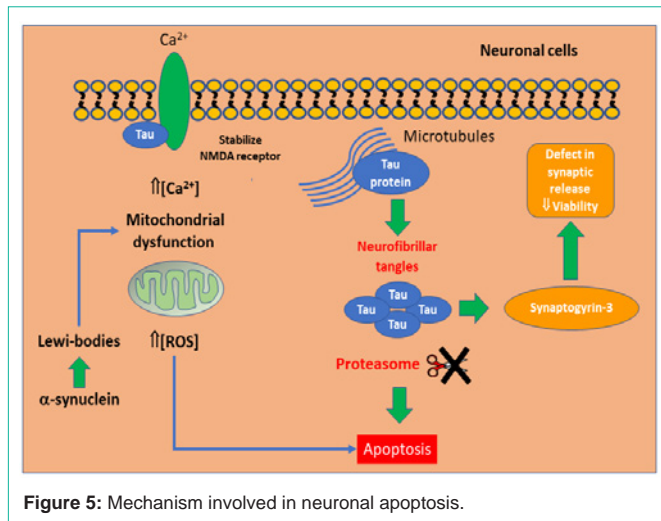 Ca²⁺
Neuronal cells
Tau
Stabilize
NMDA receptor
Microtubules
Tau
protein
Defect in
synaptic
release
⇓ Viability
⇑[Ca²⁺]
Mitochondrial
dysfunction
Neurofibrillar
tangles
Tau
Tau
Tau
Tau
Synaptogyrin-3
Lewi-bodies
⇑[ROS]
Proteasome
α-synuclein
Apoptosis
Figure 5: Mechanism involved in neuronal apoptosis.